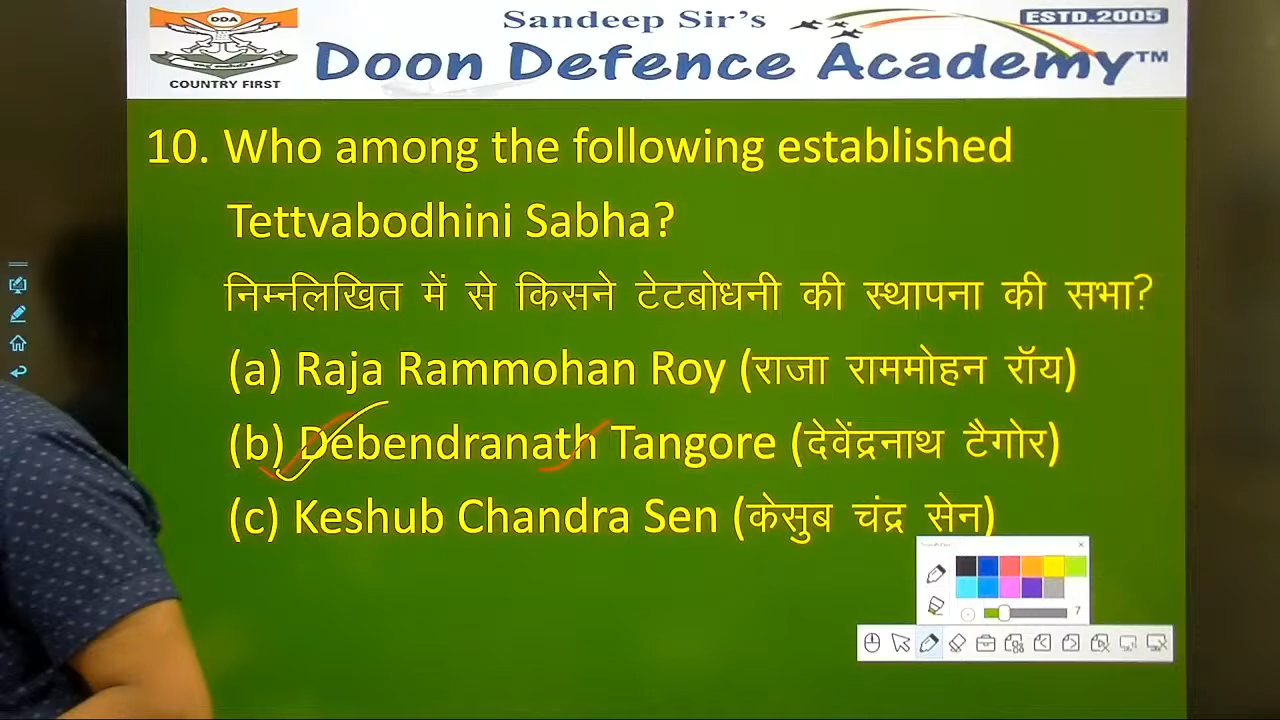 DDA
COUNTRY FIRST
Sandeep Sir's
ESTD.2005
Doon Defence Academy™
10. Who among the following established
Tettvabodhini Sabha?
निम्नलिखित में से किसने टेटबोधनी की स्थापना की सभा?
(a) Raja Rammohan Roy (राजा राममोहन रॉय)
(b) Debendranath Tangore (देवेंद्रनाथ टैगोर)
(c) Keshub Chandra Sen (केसुब चंद्र सेन)
7